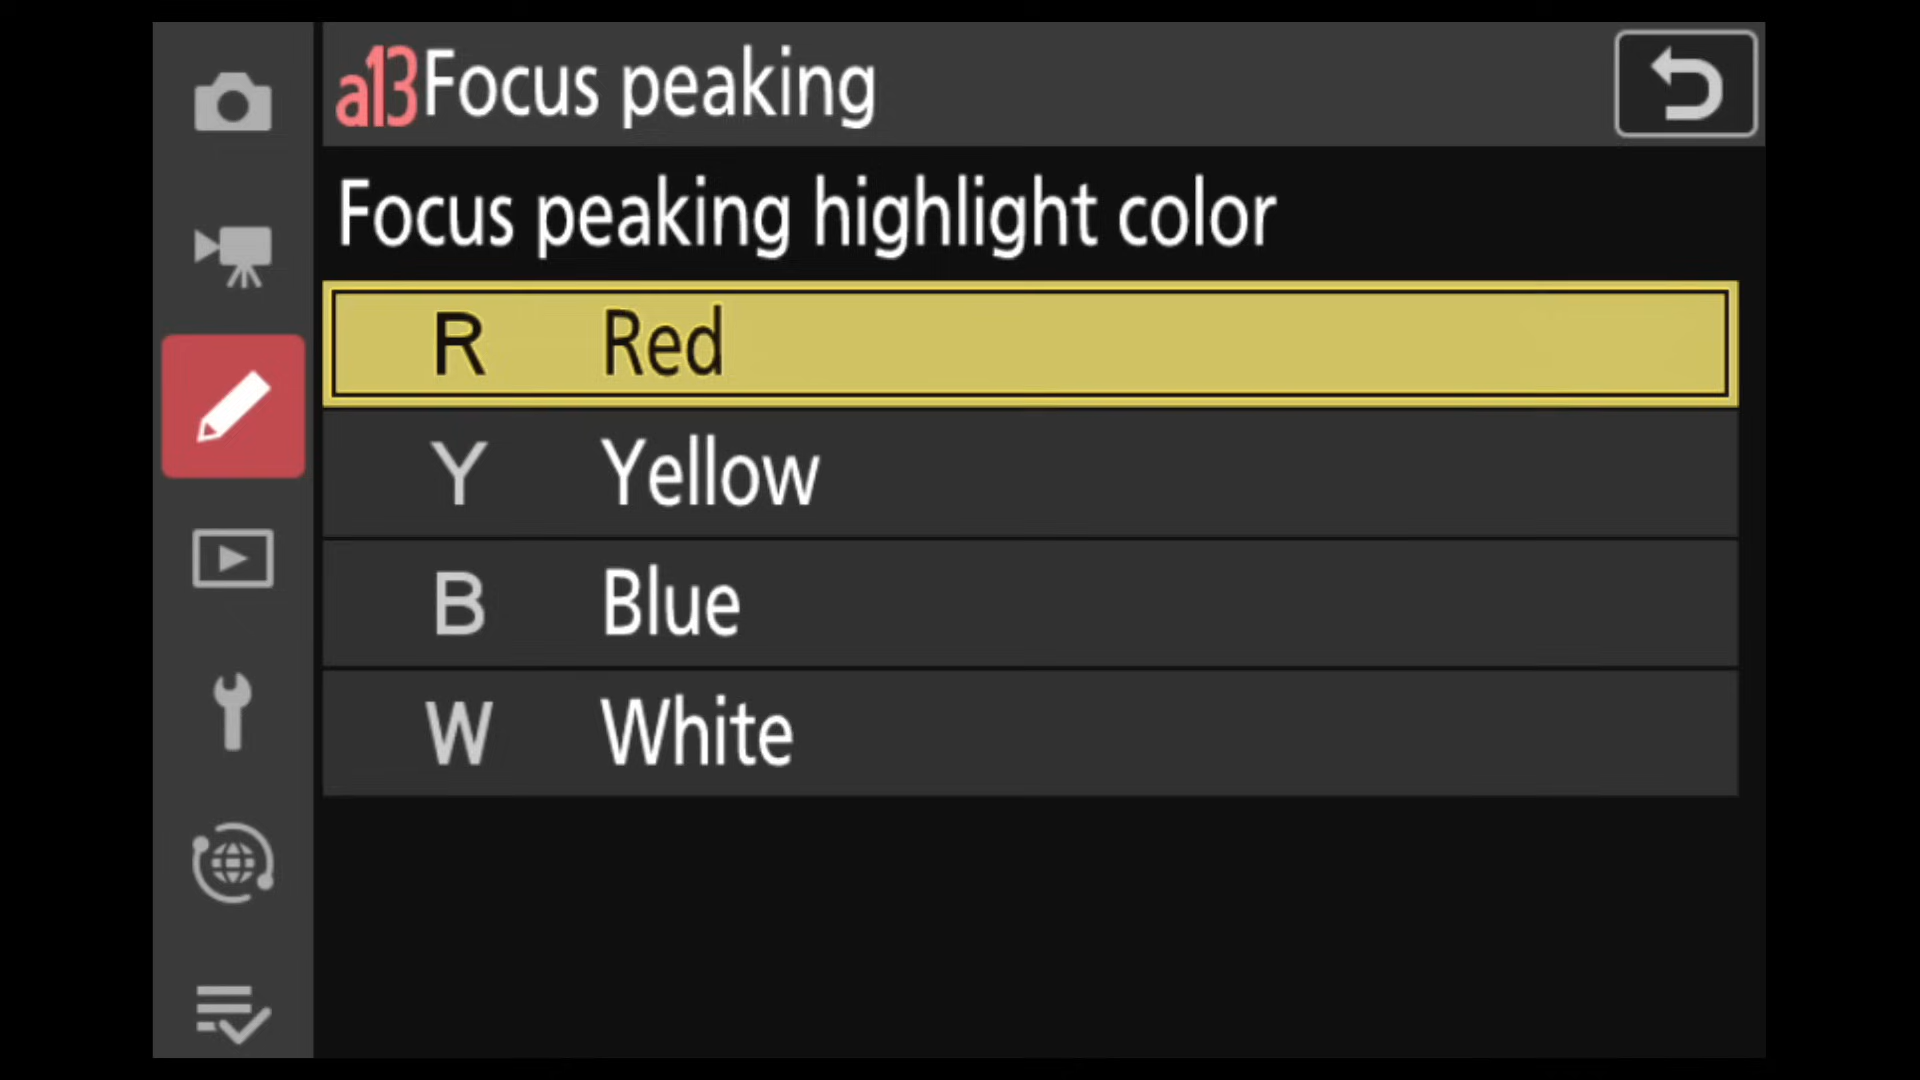 a13Focus peaking
Focus peaking highlight color
R Red
Y Yellow
B Blue
W White